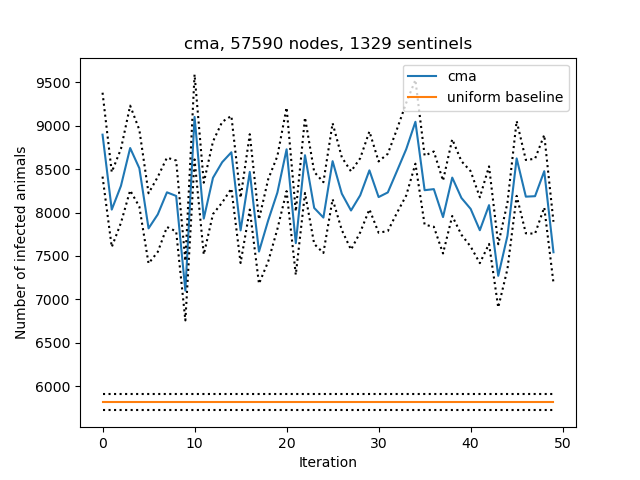 cma, 57590 nodes, 1329 sentinels
cma
uniform baseline
Number of infected animals
9500
9000
8500
8000
7500
7000
6500
6000
0 10 20 30 40 50
Iteration